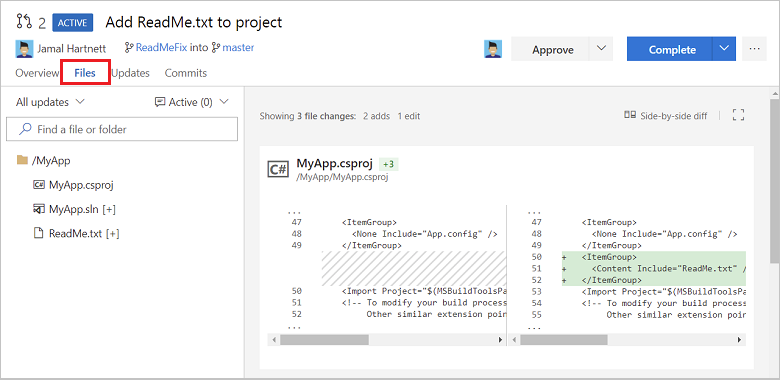 2 ACTIVE Add ReadMe.txt to project
Jamal Hartnett ReadMeFix into master
Approve
Complete
Overview Files Updates Commits
All updates Active (0)
Find a file or folder
/MyApp
MyApp.csproj
MyApp.sln [+]
ReadMe.txt [+]
Showing 3 file changes: 2 adds 1 edit Side-by-side diff
C# MyApp.csproj +3
/MyApp/MyApp.csproj
...
47 <ItemGroup>
48 <None Include="App.config" />
49 </ItemGroup>
50 <Import Project="$(MSBuildToolsPa
51 <!-- To modify your build process
Other similar extension poin
...
...
47 <ItemGroup>
48 <None Include="App.config" />
49 </ItemGroup>
50 + <ItemGroup>
51 + <Content Include="ReadMe.txt" /
52 + </ItemGroup>
53 <Import Project="$(MSBuildToolsPa
54 <!-- To modify your build process
55 Other similar extension poin
...